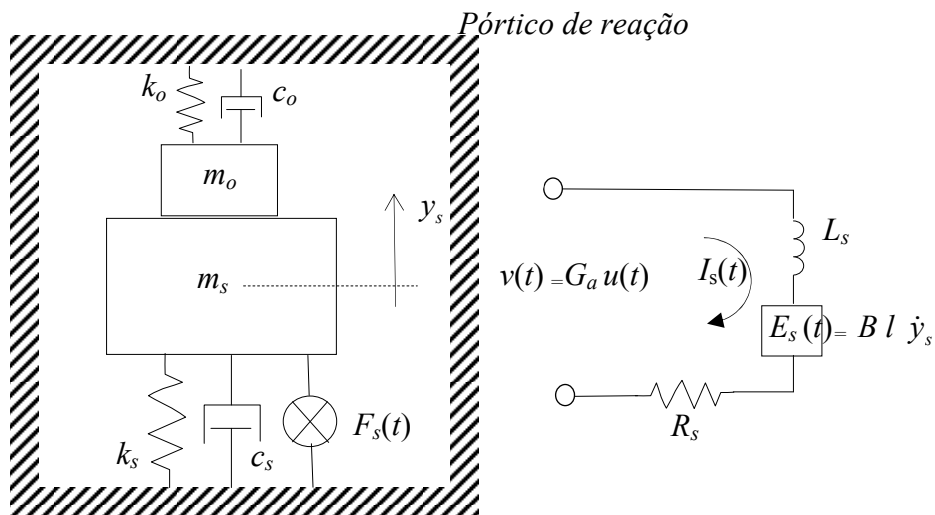 Pórtico de reação
k_o
c_o
m_o
y_s
m_s
k_s
c_s
F_s(t)
v(t) =G_a u(t)
I_s(t)
L_s
E_s (t)= B l ẏ_s
R_s